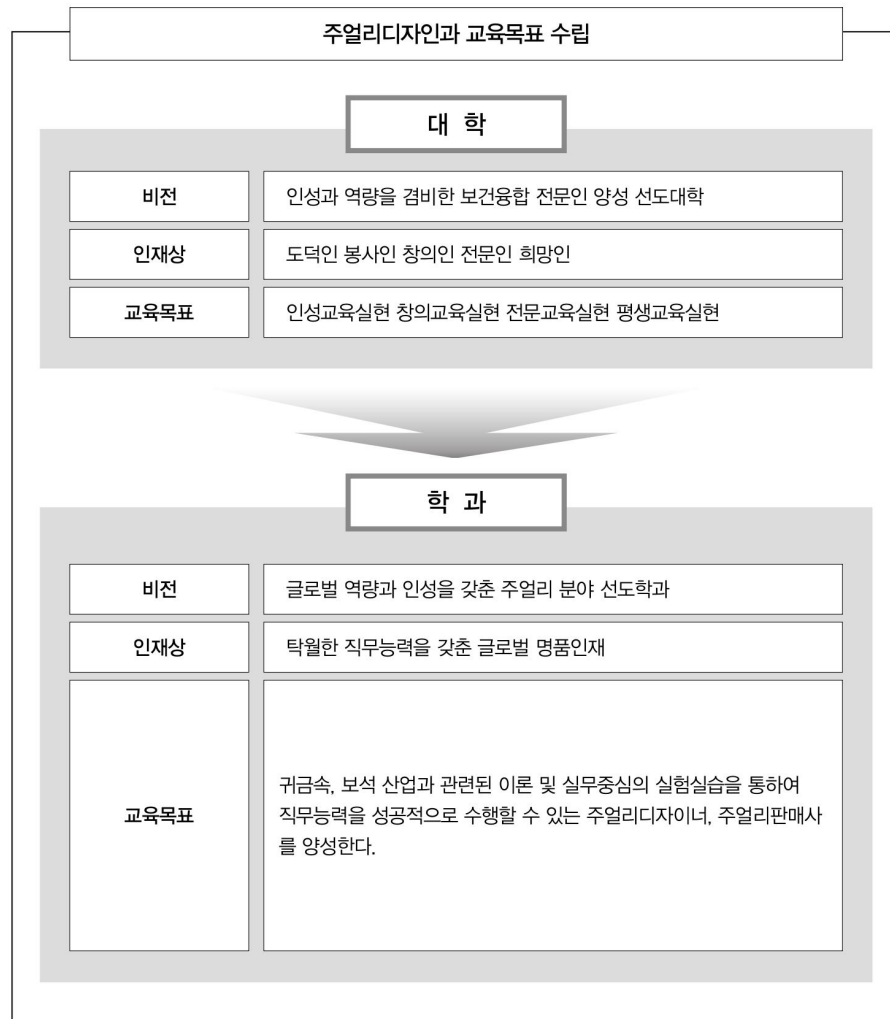 주얼리디자인과 교육목표 수립
대 학
비전
인성과 역량을 겸비한 보건융합 전문인 양성 선도대학
인재상
도덕인 봉사인 창의인 전문인 희망인
교육목표
인성교육실현 창의교육실현 전문교육실현 평생교육실현
학 과
비전
글로벌 역량과 인성을 갖춘 주얼리 분야 선도학과
인재상
탁월한 직무능력을 갖춘 글로벌 명품인재
교육목표
귀금속, 보석 산업과 관련된 이론 및 실무중심의 실험실습을 통하여
직무능력을 성공적으로 수행할 수 있는 주얼리디자이너, 주얼리판매사
를 양성한다.